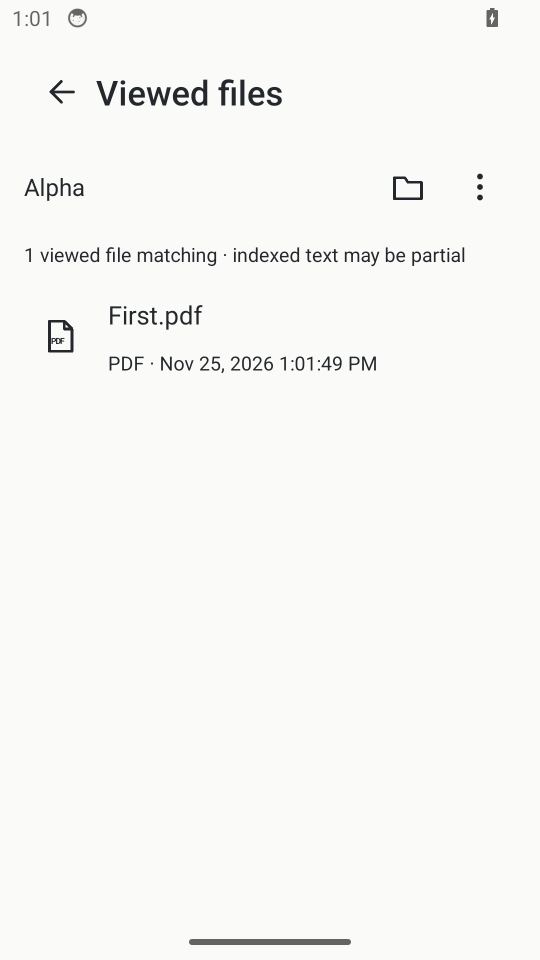 1:01
Viewed files
Alpha
1 viewed file matching · indexed text may be partial
First.pdf
PDF
PDF · Nov 25, 2026 1:01:49 PM